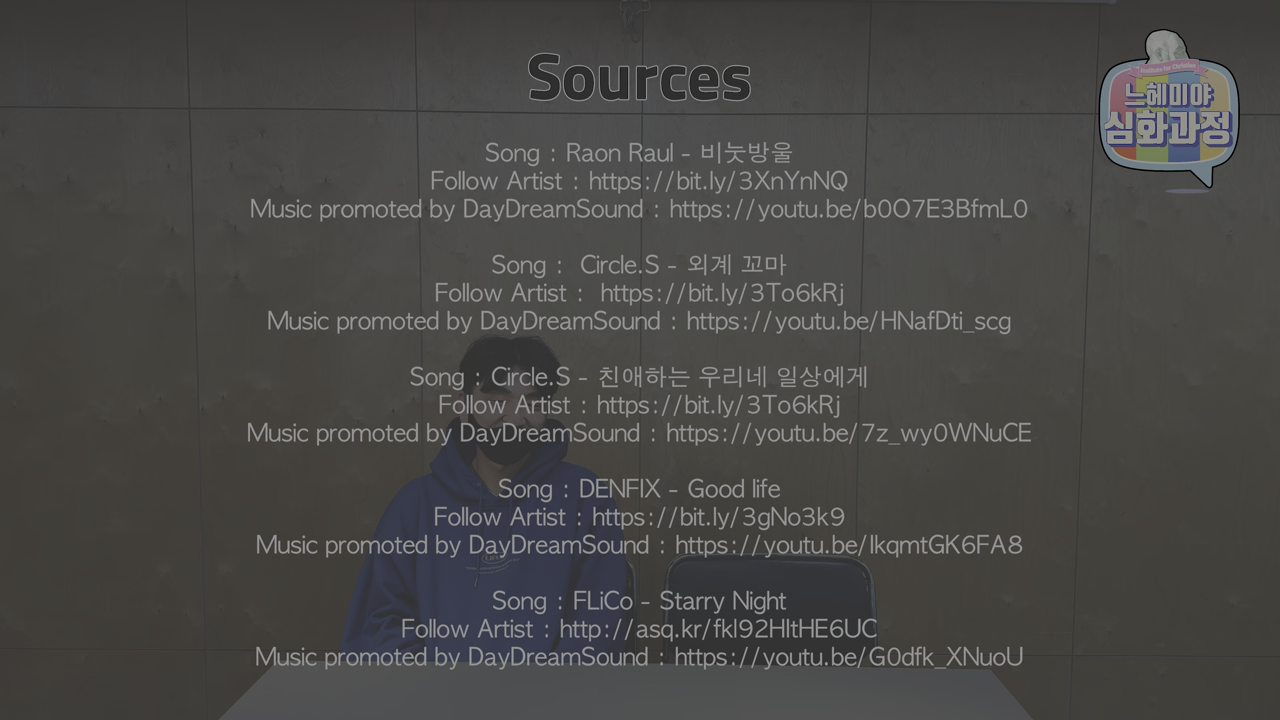 Sources
느헤미야
심화과정
Song : Raon Raul - 비눗방울
Follow Artist : https://bit.ly/3XnYnNQ
Music promoted by DayDreamSound : https://youtu.be/b0O7E3BfmL0
Song : Circle.S - 외계 꼬마
Follow Artist : https://bit.ly/3To6kRj
Music promoted by DayDreamSound : https://youtu.be/HNafDti_scg
Song : Circle.S - 친애하는 우리네 일상에게
Follow Artist : https://bit.ly/3To6kRj
Music promoted by DayDreamSound : https://youtu.be/7z_wy0WNuCE
Song : DENFIX - Good life
Follow Artist : https://bit.ly/3gNo3k9
Music promoted by DayDreamSound : https://youtu.be/lkqmtGK6FA8
Song : FLiCo - Starry Night
Follow Artist : http://asq.kr/fkl92HltHE6UC
Music promoted by DayDreamSound : https://youtu.be/G0dfk_XNuoU